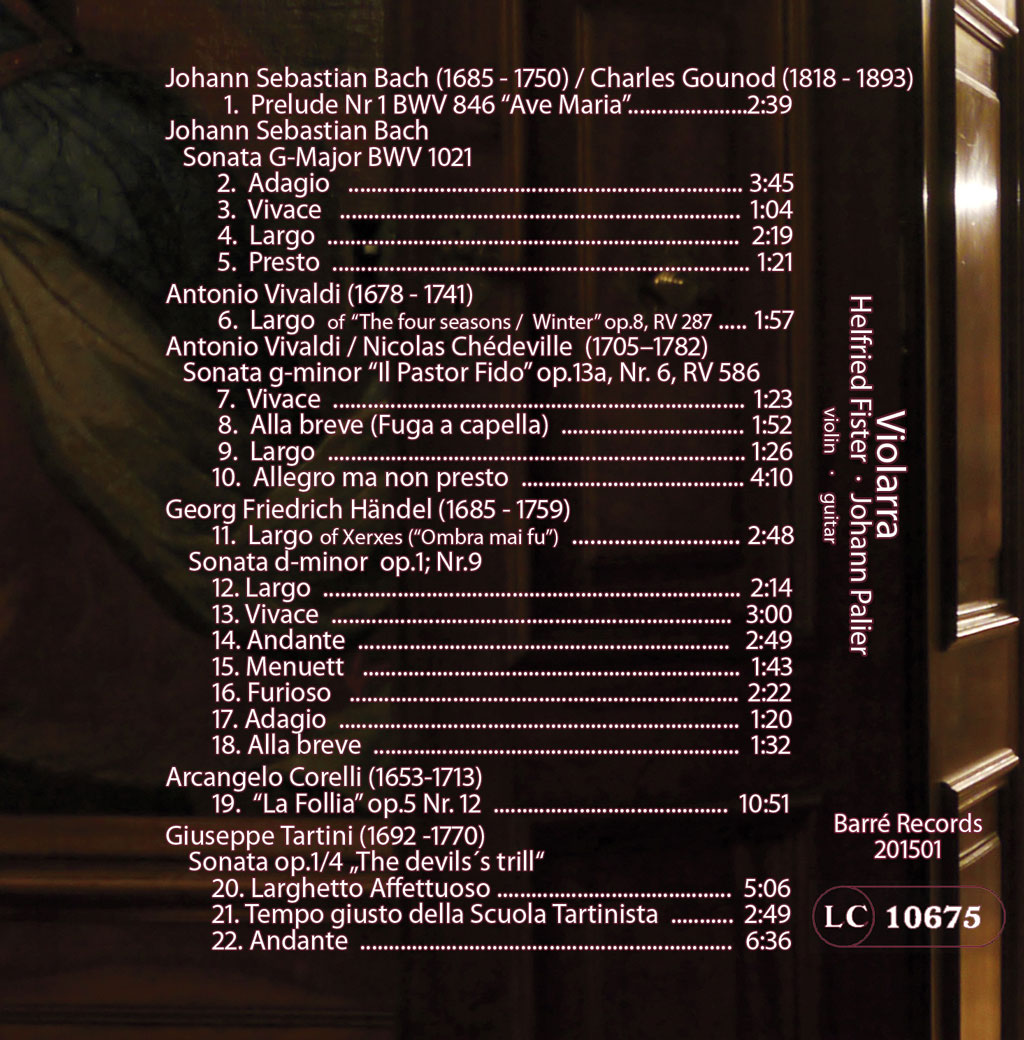 Johann Sebastian Bach (1685 - 1750) / Charles Gounod (1818 - 1893)
1. Prelude Nr 1 BWV 846 “Ave Maria”......................2:39
Johann Sebastian Bach
Sonata G-Major BWV 1021
2. Adagio ................................................................ 3:45
3. Vivace ................................................................. 1:04
4. Largo ................................................................... 2:19
5. Presto .................................................................... 1:21
Antonio Vivaldi (1678 - 1741)
6. Largo of “The four seasons / Winter” op.8, RV 287 ..... 1:57
Antonio Vivaldi / Nicolas Chédeville (1705–1782)
Sonata g-minor “Il Pastor Fido” op.13a, Nr. 6, RV 586
7. Vivace ................................................................... 1:23
8. Alla breve (Fuga a capella) .............................. 1:52
9. Largo .................................................................... 1:26
10. Allegro ma non presto .................................... 4:10
Georg Friedrich Händel (1685 - 1759)
11. Largo of Xerxes (“Ombra mai fu”) ............................ 2:48
Sonata d-minor op.1; Nr.9
12. Largo .................................................................... 2:14
13. Vivace ................................................................. 3:00
14. Andante ............................................................ 2:49
15. Menuett ............................................................. 1:43
16. Furioso ............................................................... 2:22
17. Adagio ................................................................. 1:20
18. Alla breve ........................................................... 1:32
Arcangelo Corelli (1653-1713)
19. “La Follia” op.5 Nr. 12 ...................................... 10:51
Giuseppe Tartini (1692 -1770)
Sonata op.1/4 „The devils´s trill“
20. Larghetto Affettuoso ...................................... 5:06
21. Tempo giusto della Scuola Tartinista .......... 2:49
22. Andante ............................................................. 6:36
Violarra
Helfried Fister · Johann Palier
violin · guitar
Barré Records
201501
LC 10675